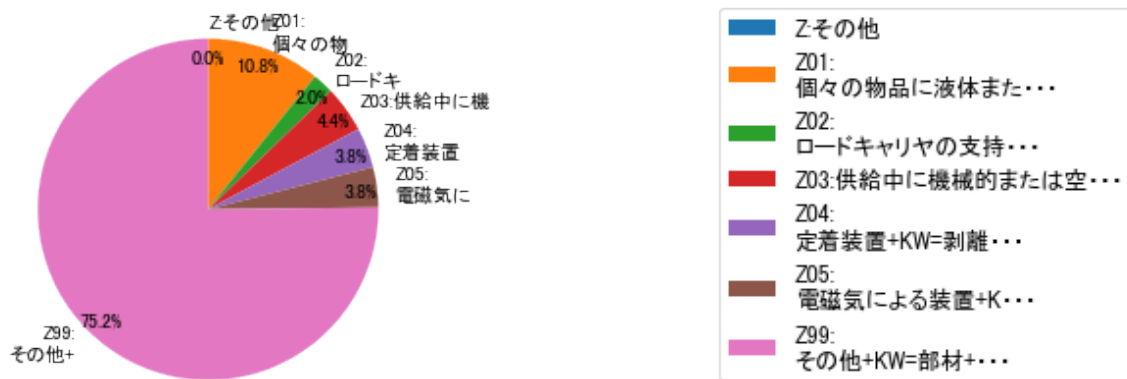 Z:その他
Z01:
個々の物
0.0%
10.8%
Z02:
ロードキ
2.0%
Z03:供給中に機
4.4%
Z04:
定着装置
3.8%
Z05:
電磁気に
3.8%
Z99:
その他+
75.2%
Z:その他
Z01:
個々の物品に液体また・・・
Z02:
ロードキャリヤの支持・・・
Z03:供給中に機械的または空・・・
Z04:
定着装置+KW=剥離・・・
Z05:
電磁気による装置+K・・・
Z99:
その他+KW=部材+・・・